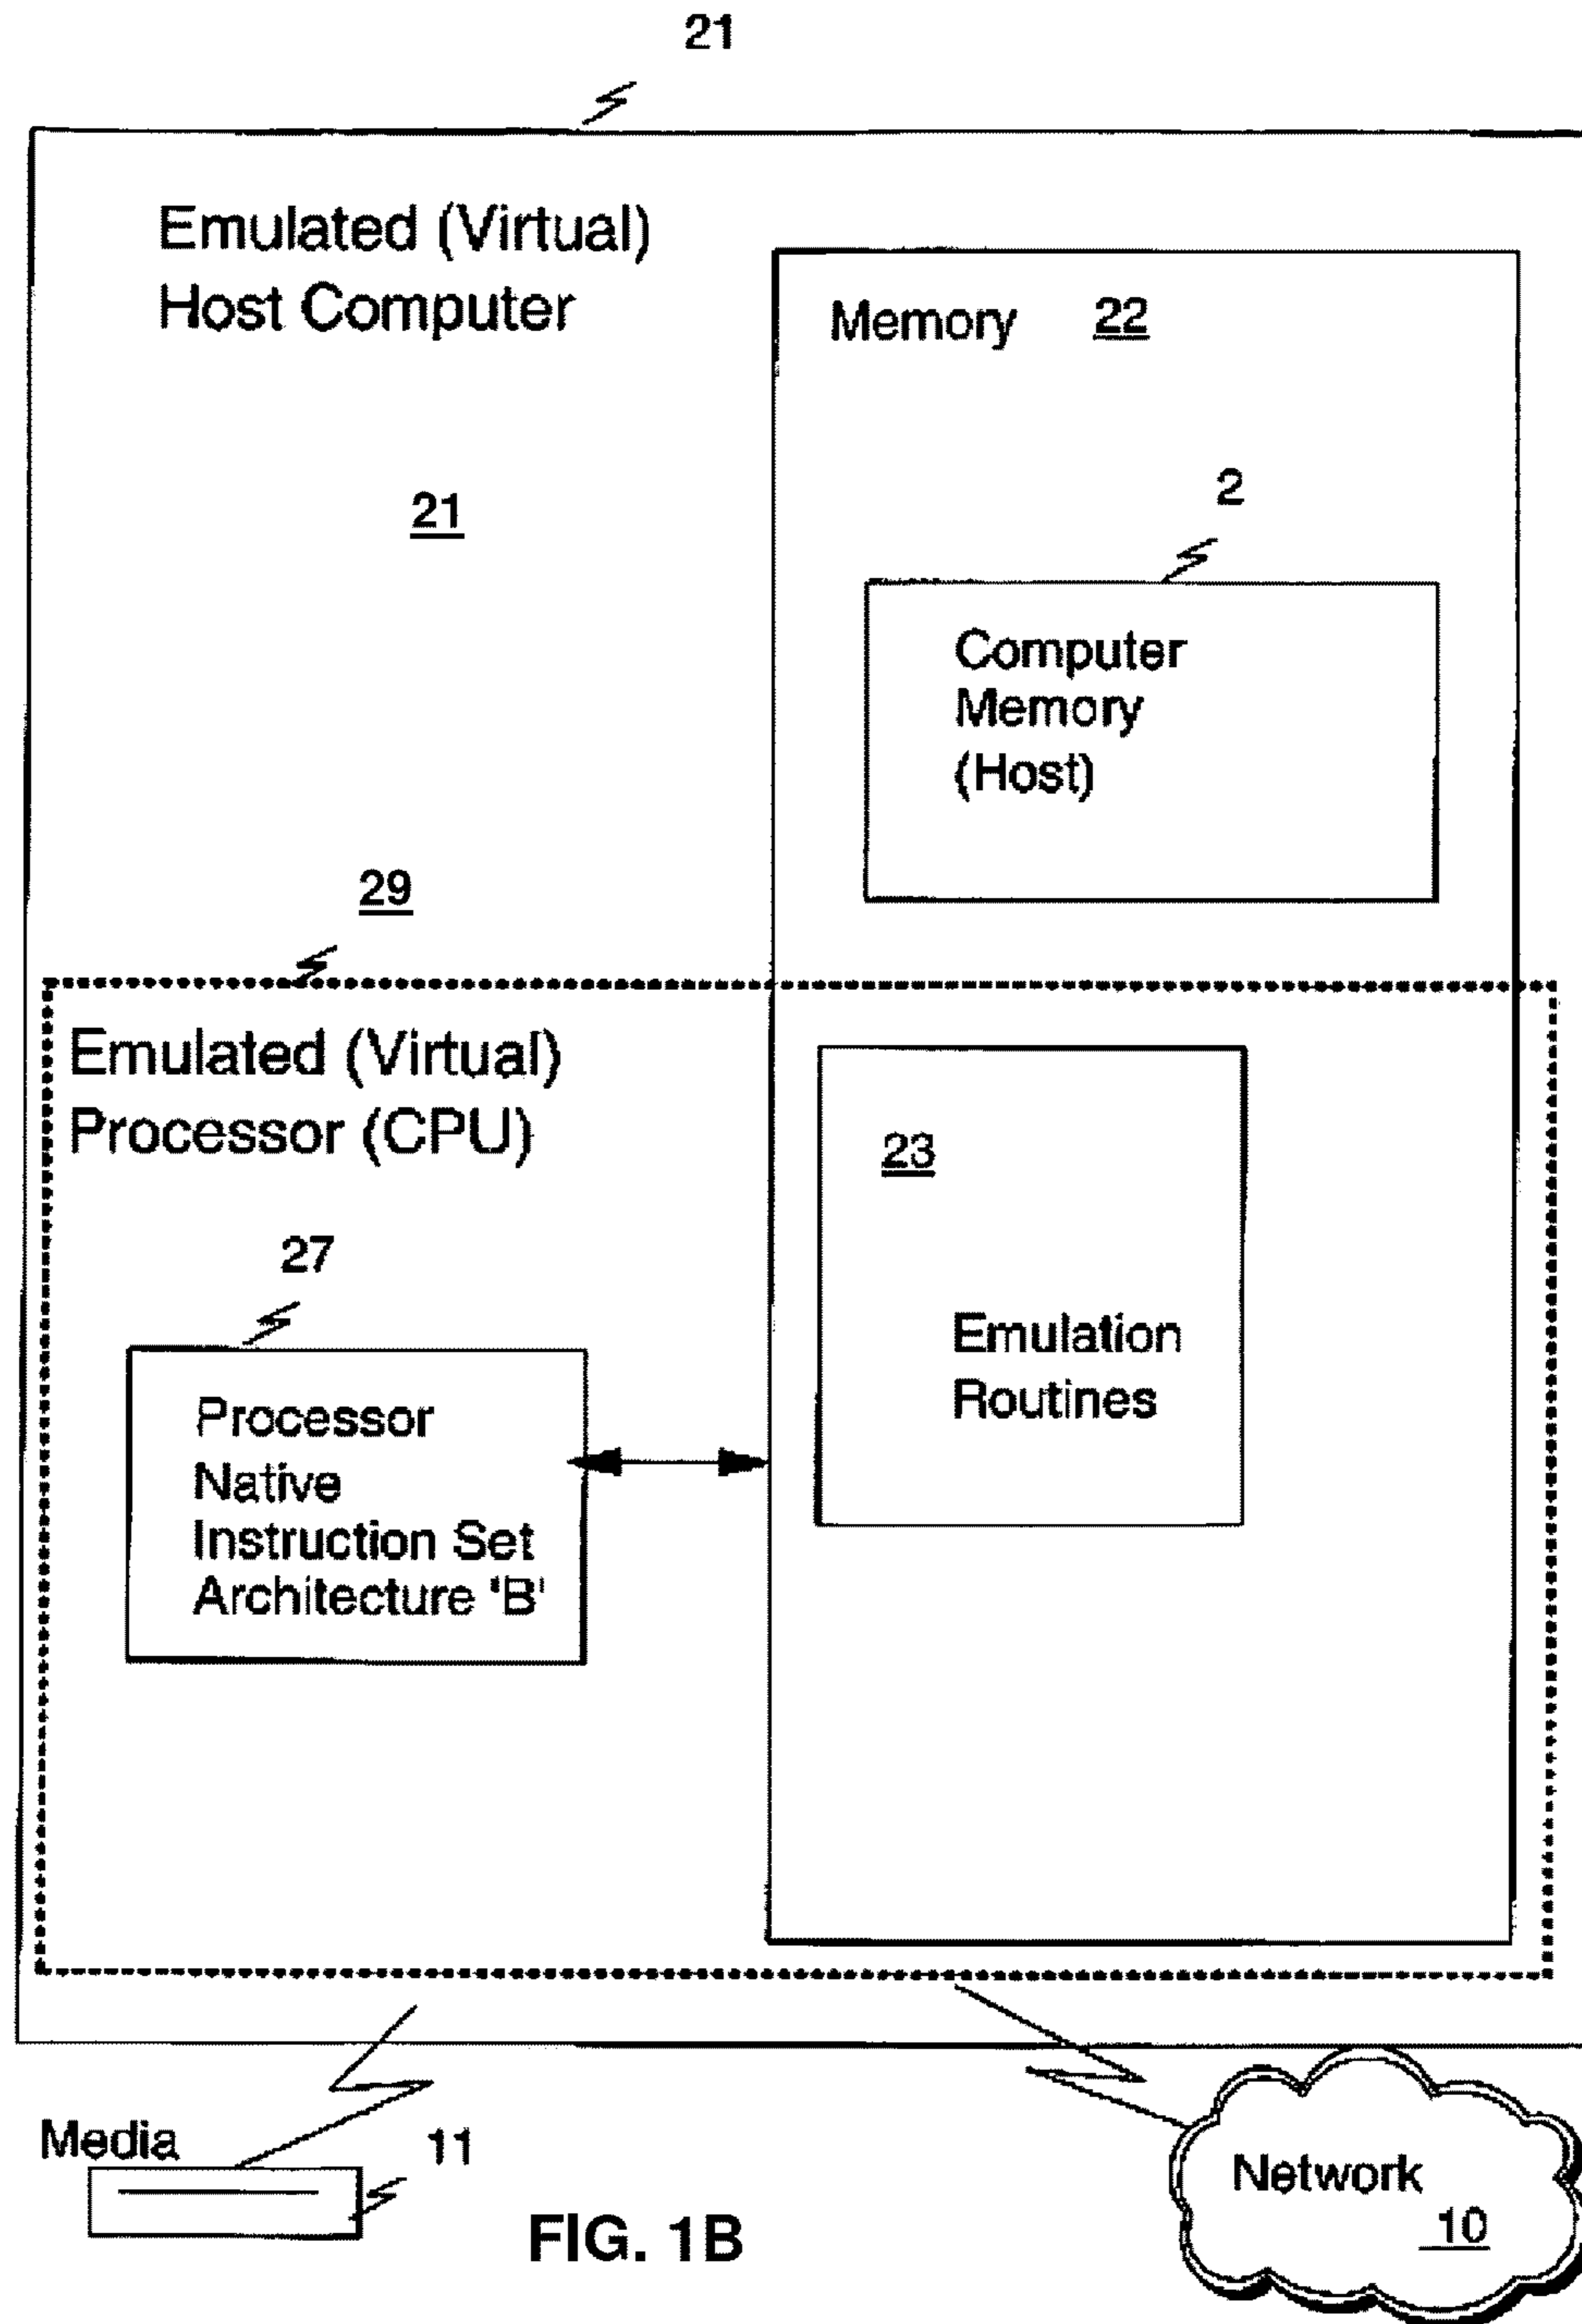 21
Emulated (Virtual)
Host Computer
21
Memory 22
2
Computer
Memory
(Host)
29
Emulated (Virtual)
Processor (CPU)
27
Processor
Native
Instruction Set
Architecture 'B'
23
Emulation
Routines
Media
11
FIG. 1B
Network
10